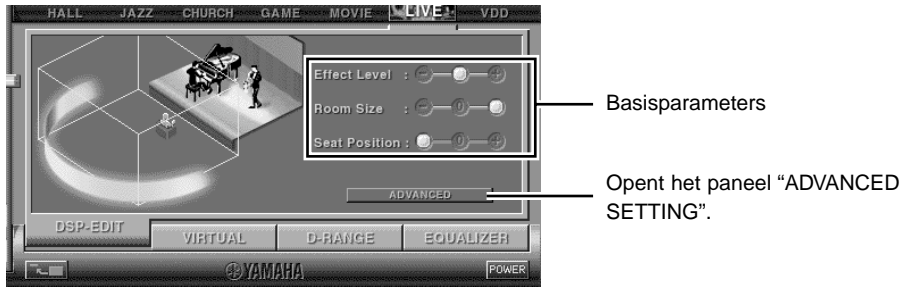 HALL JAZZ CHURCH GAME MOVIE LIVE VDD
Effect Level : − +
Room Size : − 0
Seat Position : 0 +
ADVANCED
DSP-EDIT VIRTUAL D-RANGE EQUALIZER
YAMAHA POWER
Basisparameters
Opent het paneel “ADVANCED
SETTING”.